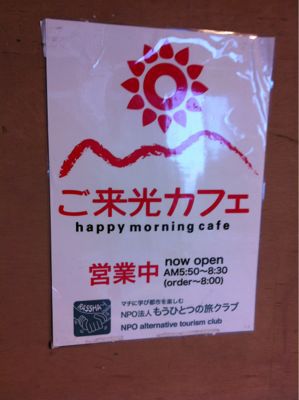 ご来光カフェ
happy morning cafe
営業中 now open
AM5:50〜8:30
(order〜8:00)
マチに学び都市を楽しむ
NPO法人 もうひとつの旅クラブ
NPO alternative tourism club